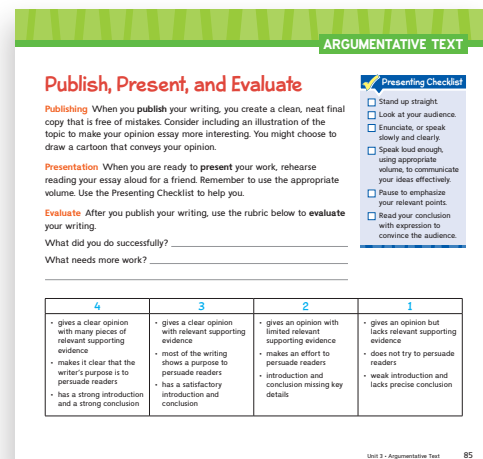 ARGUMENTATIVE TEXT
Publish, Present, and Evaluate
Publishing When you publish your writing, you create a clean, neat final
copy that is free of mistakes. Consider including an illustration of the
topic to make your opinion essay more interesting. You might choose to
draw a cartoon that conveys your opinion.
Presentation When you are ready to present your work, rehearse
reading your essay aloud for a friend. Remember to use the appropriate
volume. Use the Presenting Checklist to help you.
Evaluate After you publish your writing, use the rubric below to evaluate
your writing.
What did you do successfully?
What needs more work?
Presenting Checklist
Stand up straight.
Look at your audience.
Enunciate, or speak
slowly and clearly.
Speak loud enough,
using appropriate
volume, to communicate
your ideas effectively.
Pause to emphasize
your relevant points.
Read your conclusion
with expression to
convince the audience.
4
• gives a clear opinion
with many pieces of
relevant supporting
evidence
• makes it clear that the
writer's purpose is to
persuade readers
• has a strong introduction
and a strong conclusion
3
• gives a clear opinion
with relevant supporting
evidence
• most of the writing
shows a purpose to
persuade readers
• has a satisfactory
introduction and
conclusion
2
• gives an opinion with
limited relevant
supporting evidence
• makes an effort to
persuade readers
• introduction and
conclusion missing key
details
1
• gives an opinion but
lacks relevant supporting
evidence
• does not try to persuade
readers
• weak introduction and
lacks precise conclusion
Unit 3 • Argumentative Text 85